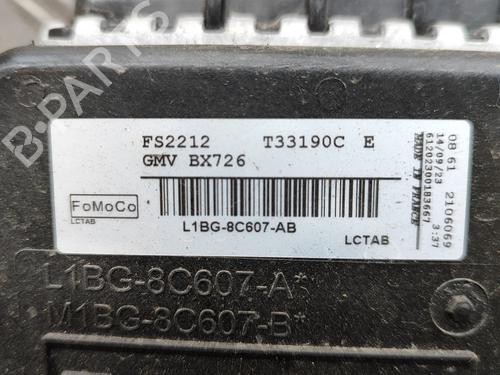 B-PARTS
FS2212 T33190C E
GMV BX726
FoMoCo
LCTAB
L1BG-8C607-AB
LCTAB
08 61 2106069
14/09/23 3:37
61202300183667
MADE IN FRANCE
L1BG-8C607-A*
M1BG-8C607-B*